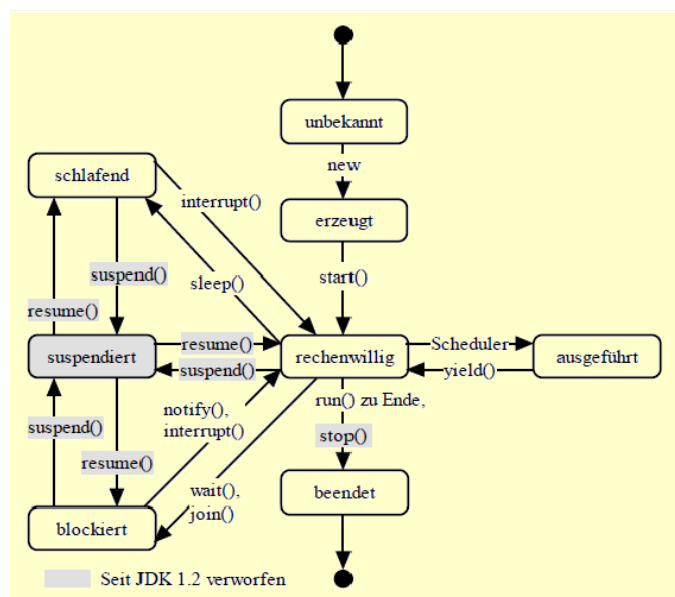 unbekannt
new
schlafend
interrupt()
erzeugt
suspend()
sleep()
start()
resume()
suspendiert
resume()
suspend()
rechenwillig
Scheduler
yield()
ausgeführt
notify(),
interrupt()
run() zu Ende,
stop()
suspend()
resume()
wait(),
join()
beendet
blockiert
Seit JDK 1.2 verworfen